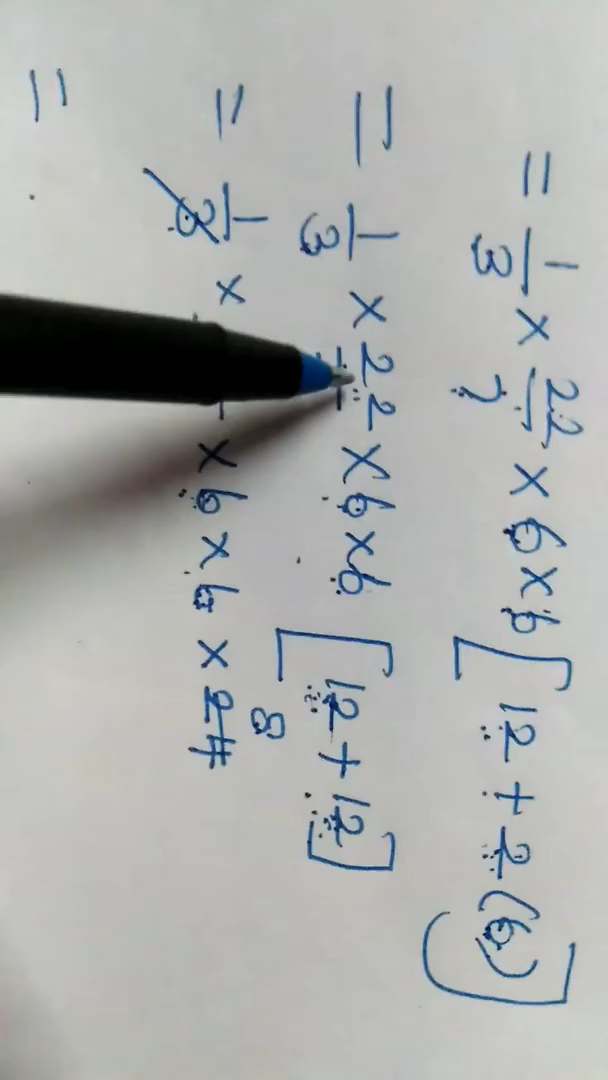 = 1/3 × 22/7 × 6 × 6 [12 + 2(6)]
= 1/3 × 22 × 6 × 6 [12 + 12]
8
= 1/3 × × 6 × 6 × 24
=